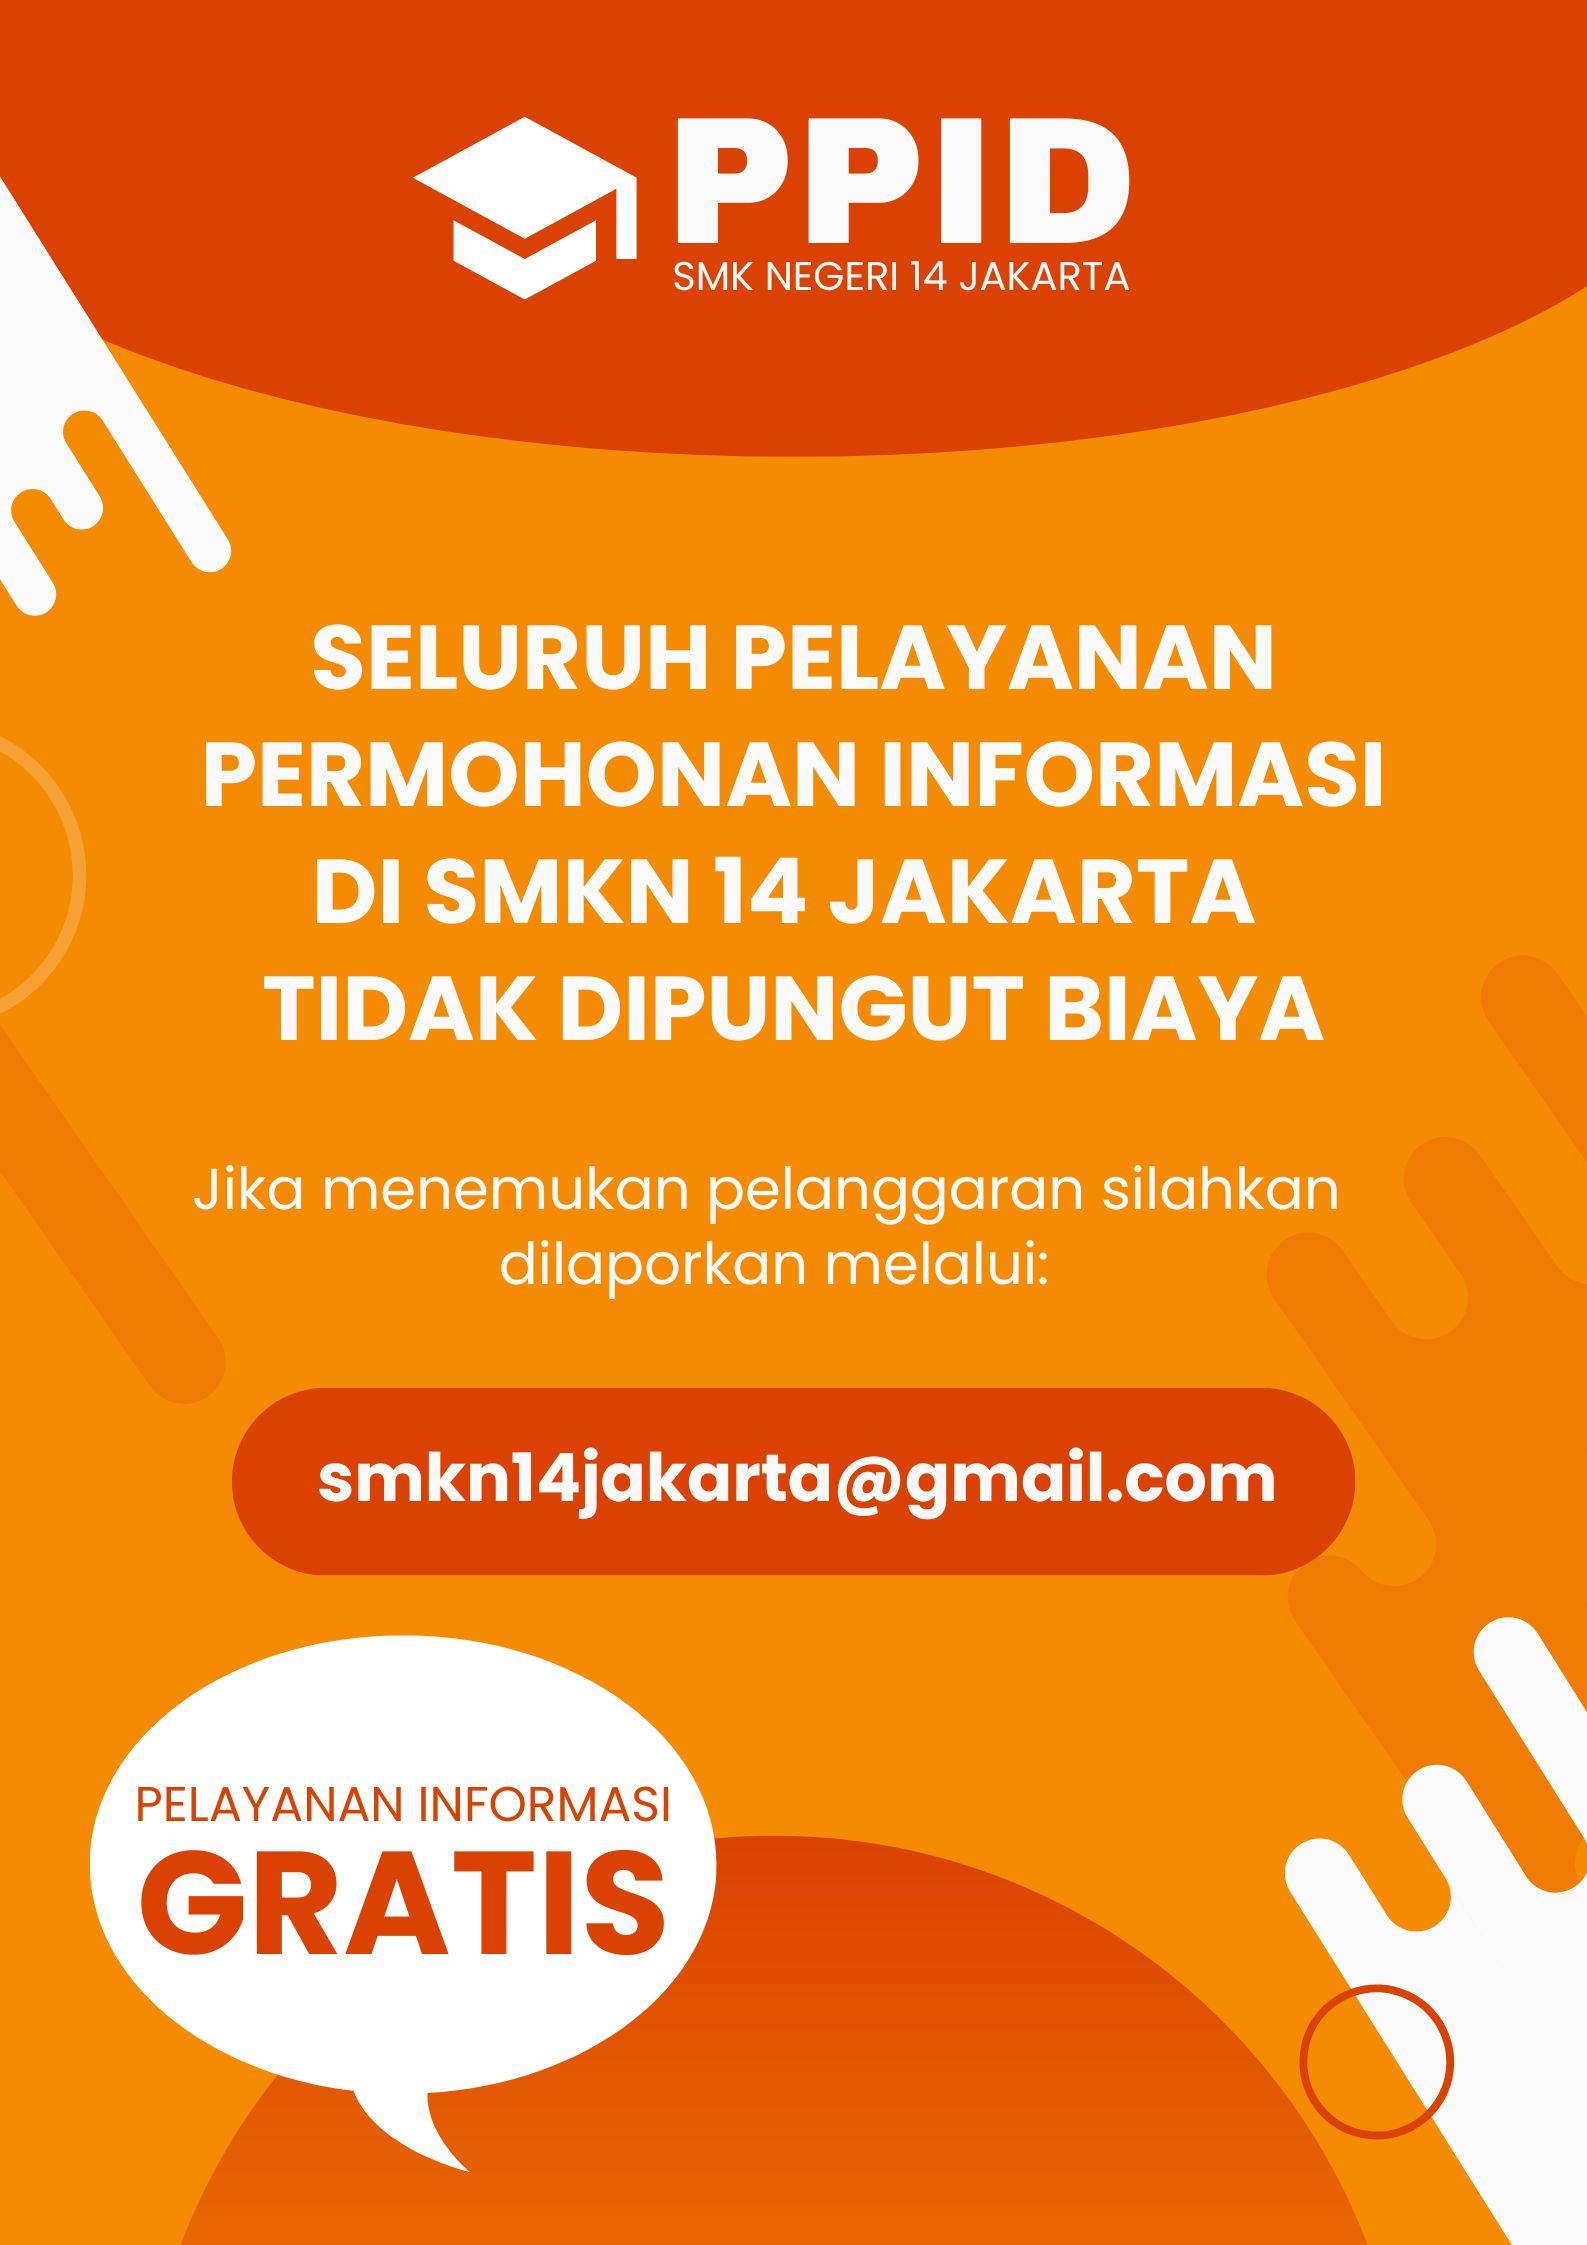 PPID
SMK NEGERI 14 JAKARTA
SELURUH PELAYANAN
PERMOHONAN INFORMASI
DI SMKN 14 JAKARTA
TIDAK DIPUNGUT BIAYA
Jika menemukan pelanggaran silahkan
dilaporkan melalui:
smkn14jakarta@gmail.com
PELAYANAN INFORMASI
GRATIS